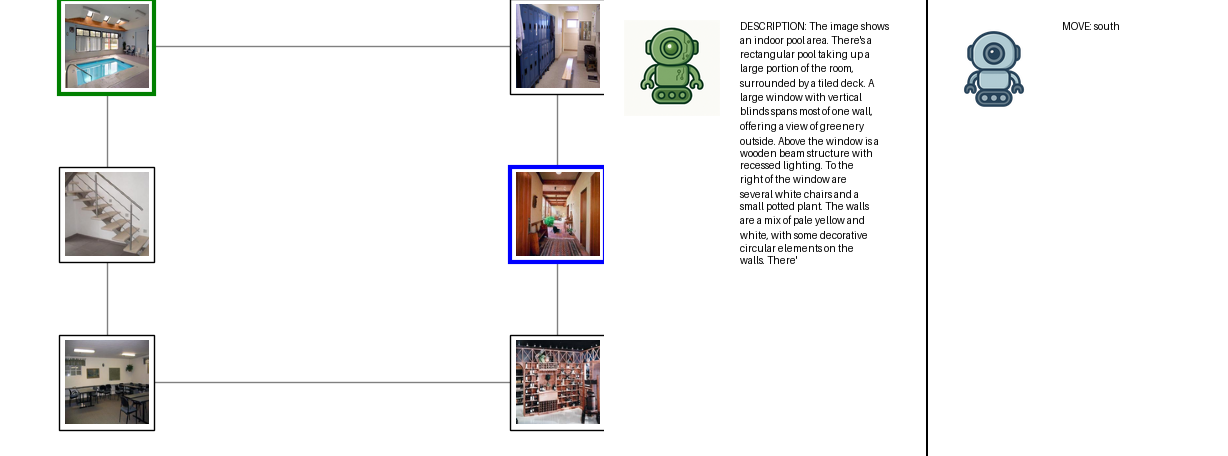 DESCRIPTION: The image shows
an indoor pool area. There's a
rectangular pool taking up a
large portion of the room,
surrounded by a tiled deck. A
large window with vertical
blinds spans most of one wall,
offering a view of greenery
outside. Above the window is a
wooden beam structure with
recessed lighting. To the
right of the window are
several white chairs and a
small potted plant. The walls
are a mix of pale yellow and
white, with some decorative
circular elements on the
walls. There'
MOVE: south